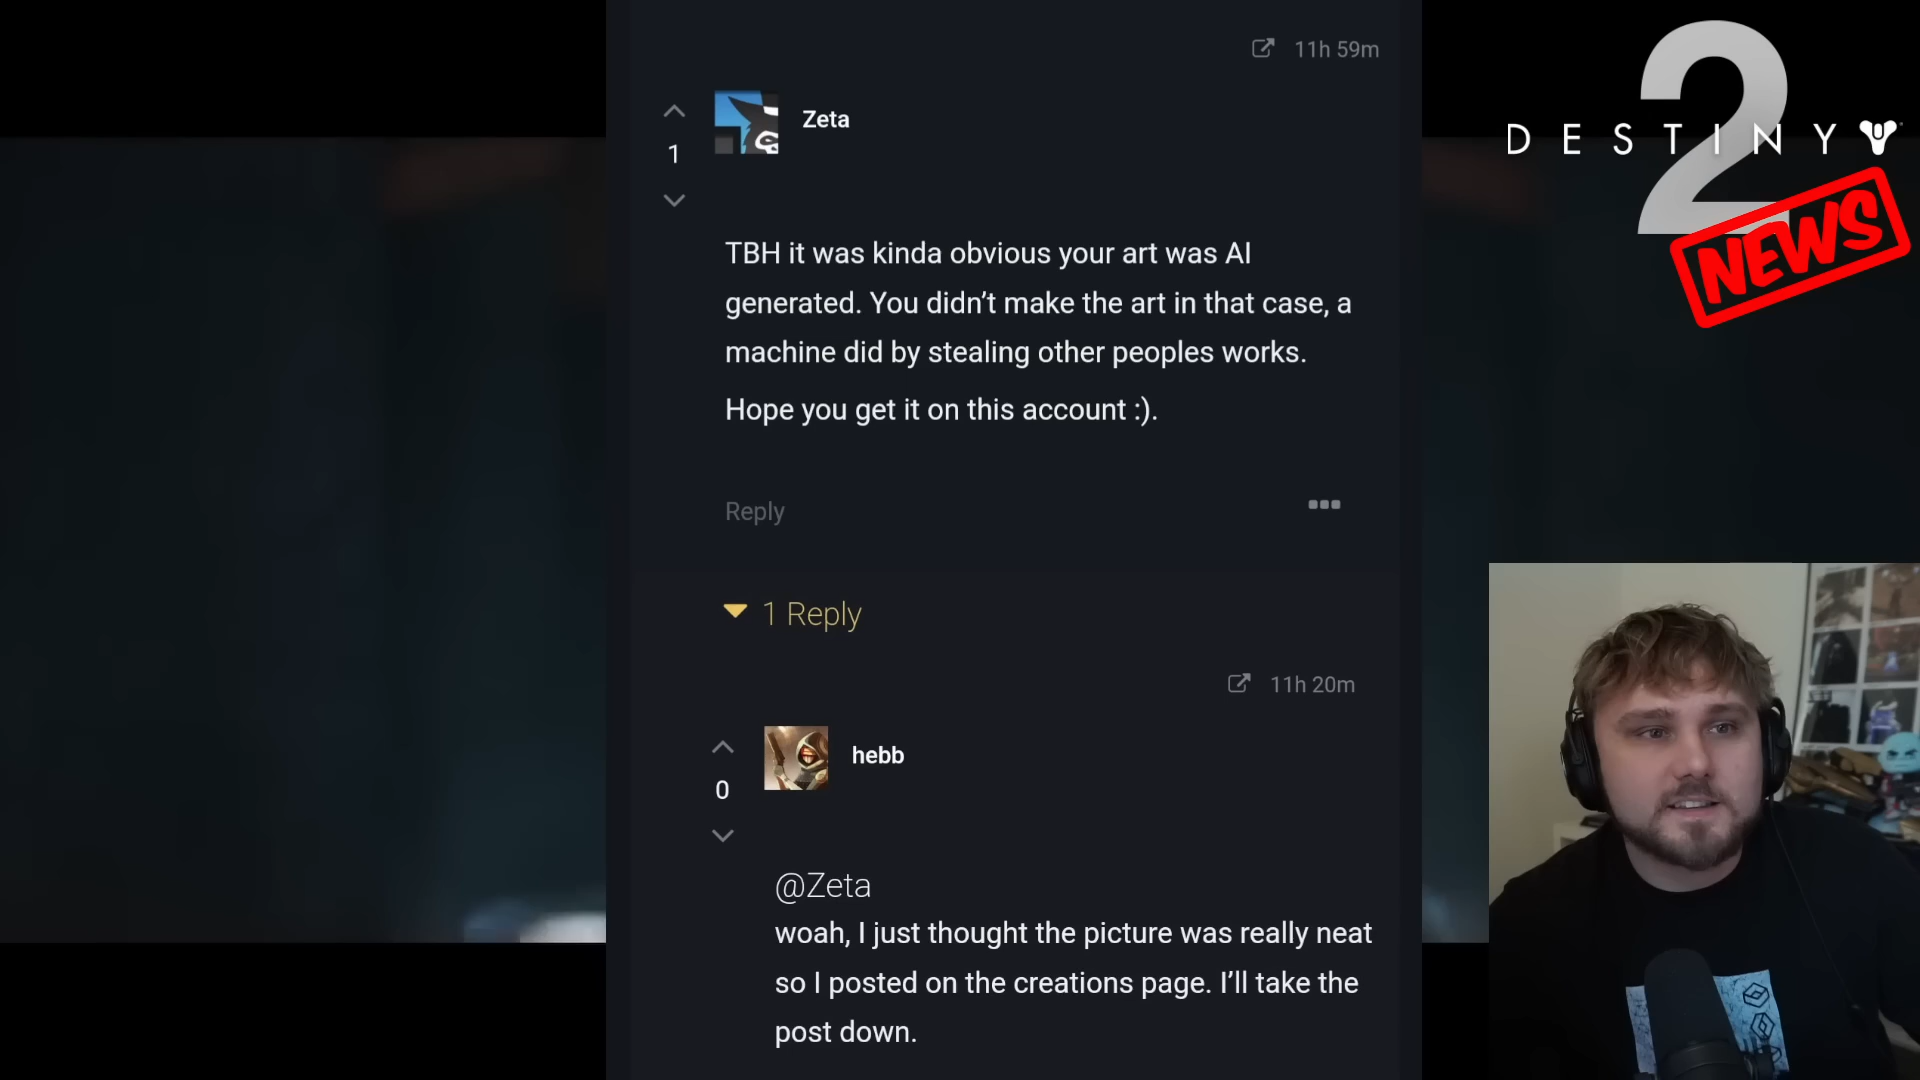 11h 59m
Zeta
1
TBH it was kinda obvious your art was AI
generated. You didn’t make the art in that case, a
machine did by stealing other peoples works.
Hope you get it on this account :).
Reply
1 Reply
11h 20m
hebb
0
@Zeta
woah, I just thought the picture was really neat
so I posted on the creations page. I’ll take the
post down.
2
DESTINY
NEWS